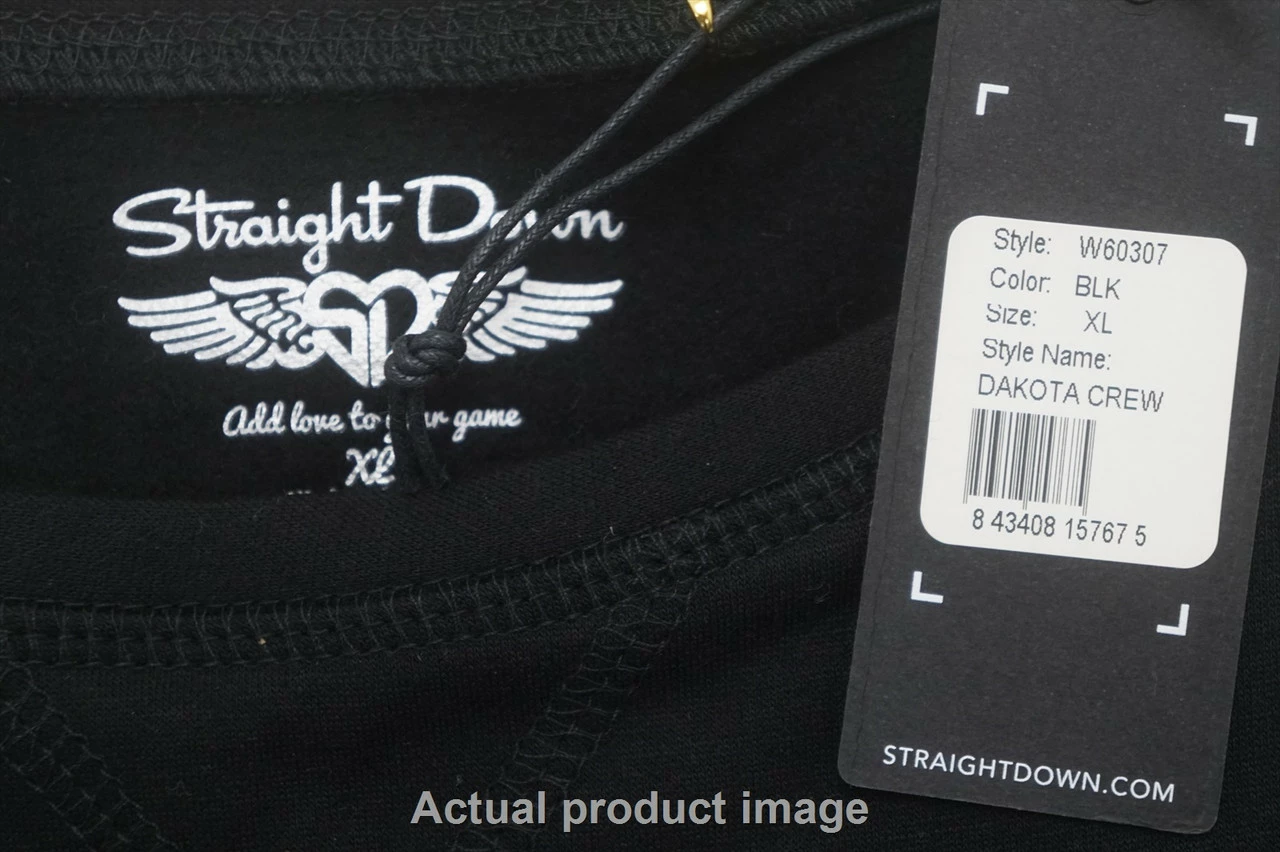 Straight Down
Add love to your game
XL
Style: W60307
Color: BLK
Size: XL
Style Name:
DAKOTA CREW
8 43408 15767 5
STRAIGHTDOWN.COM
Actual product image